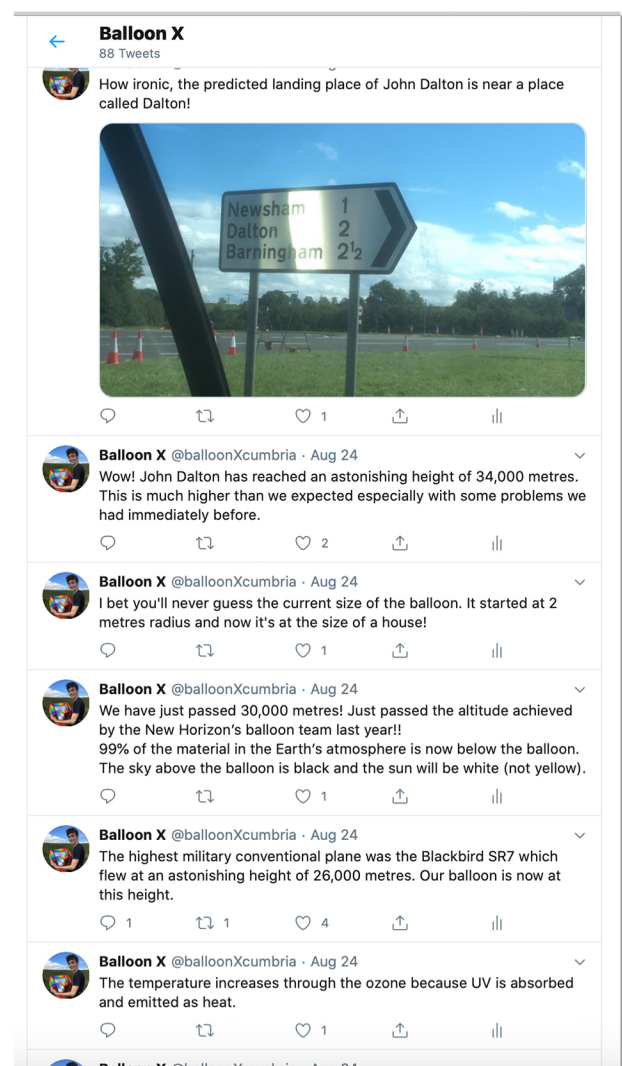 Balloon X
88 Tweets
How ironic, the predicted landing place of John Dalton is near a place
called Dalton!
Newsham 1
Dalton 2
Barningham 2½
1
Balloon X @balloonXcumbria · Aug 24
Wow! John Dalton has reached an astonishing height of 34,000 metres.
This is much higher than we expected especially with some problems we
had immediately before.
2
Balloon X @balloonXcumbria · Aug 24
I bet you'll never guess the current size of the balloon. It started at 2
metres radius and now it's at the size of a house!
1
Balloon X @balloonXcumbria · Aug 24
We have just passed 30,000 metres! Just passed the altitude achieved
by the New Horizon's balloon team last year!!
99% of the material in the Earth's atmosphere is now below the balloon.
The sky above the balloon is black and the sun will be white (not yellow).
1
Balloon X @balloonXcumbria · Aug 24
The highest military conventional plane was the Blackbird SR7 which
flew at an astonishing height of 26,000 metres. Our balloon is now at
this height.
1 1 4
Balloon X @balloonXcumbria · Aug 24
The temperature increases through the ozone because UV is absorbed
and emitted as heat.
1